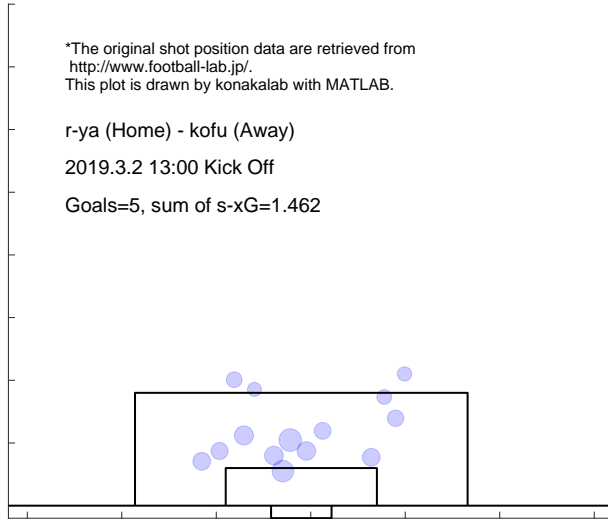 *The original shot position data are retrieved from
http://www.football-lab.jp/.
This plot is drawn by konakalab with MATLAB.
r-ya (Home) - kofu (Away)
2019.3.2 13:00 Kick Off
Goals=5, sum of s-xG=1.462